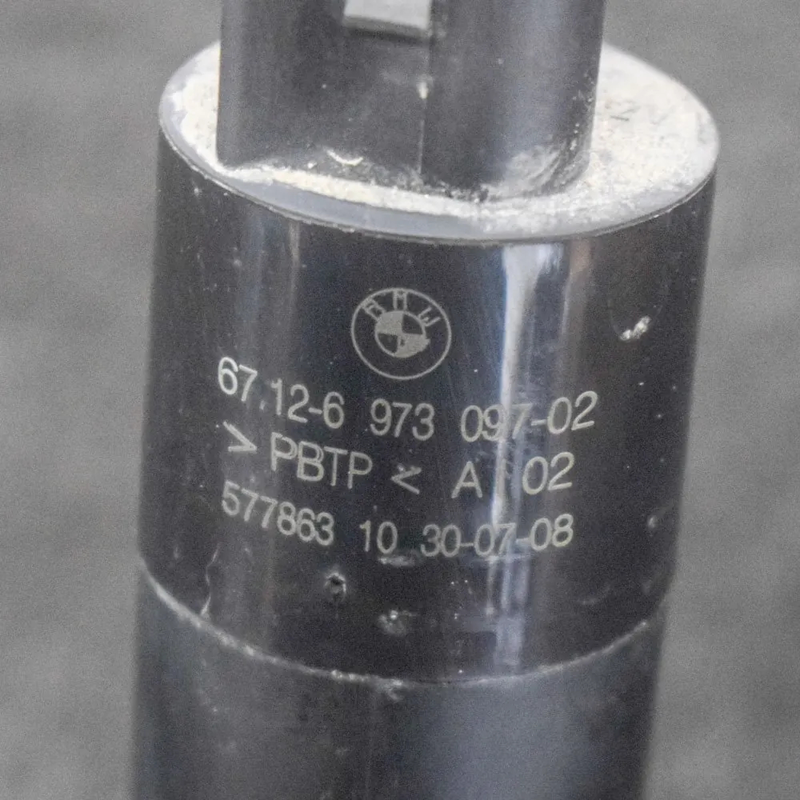 BMW
67.12-6 973 097-02
> PBTP < A 02
577863 10 30-07-08